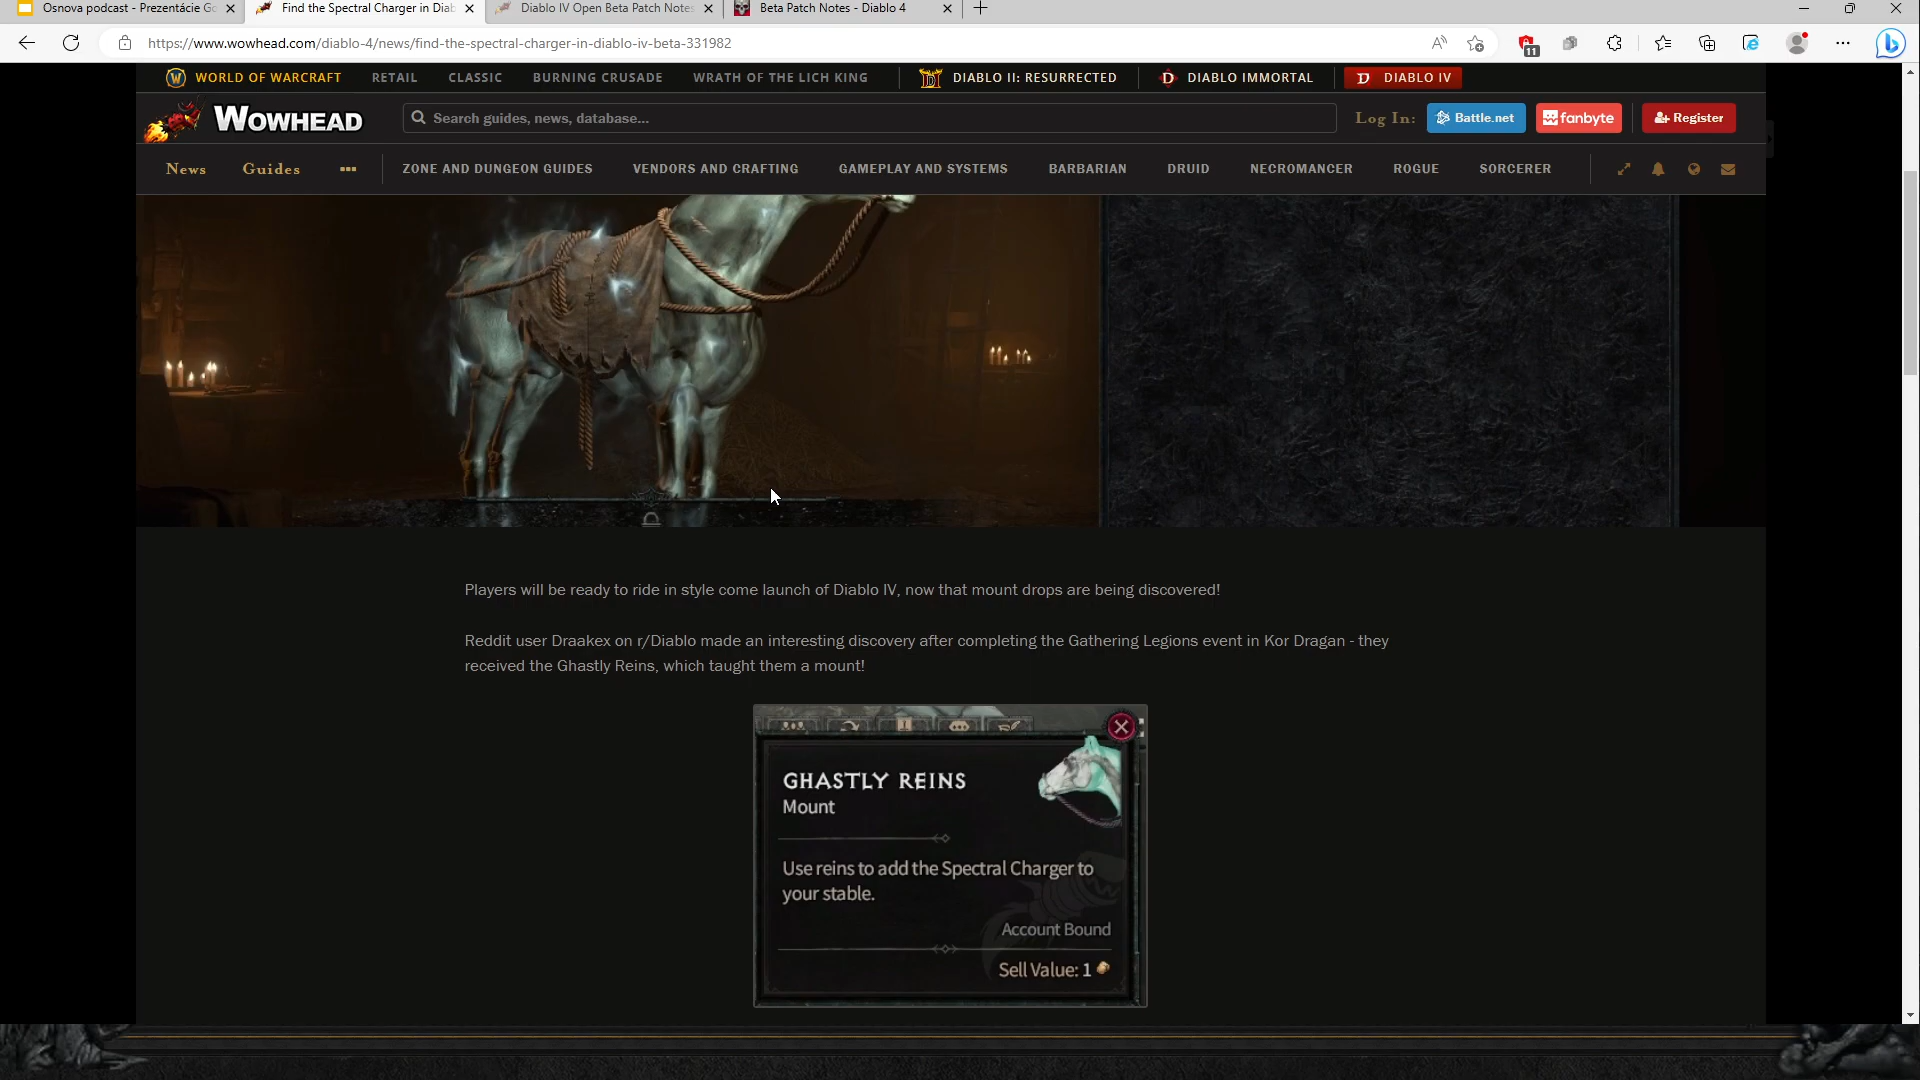 Osnova podcast - Prezentácie Go
Find the Spectral Charger in Diab
Diablo IV Open Beta Patch Notes
Beta Patch Notes - Diablo 4
https://www.wowhead.com/diablo-4/news/find-the-spectral-charger-in-diablo-iv-beta-331982
11
WORLD OF WARCRAFT RETAIL CLASSIC BURNING CRUSADE WRATH OF THE LICH KING DIABLO II: RESURRECTED DIABLO IMMORTAL DIABLO IV
WOWHEAD
Search guides, news, database...
Log In: Battle.net fanbyte Register
News Guides ••• ZONE AND DUNGEON GUIDES VENDORS AND CRAFTING GAMEPLAY AND SYSTEMS BARBARIAN DRUID NECROMANCER ROGUE SORCERER
Players will be ready to ride in style come launch of Diablo IV, now that mount drops are being discovered!
Reddit user Draakex on r/Diablo made an interesting discovery after completing the Gathering Legions event in Kor Dragan - they
received the Ghastly Reins, which taught them a mount!
GHASTLY REINS
Mount
Use reins to add the Spectral Charger to
your stable.
Account Bound
Sell Value: 1